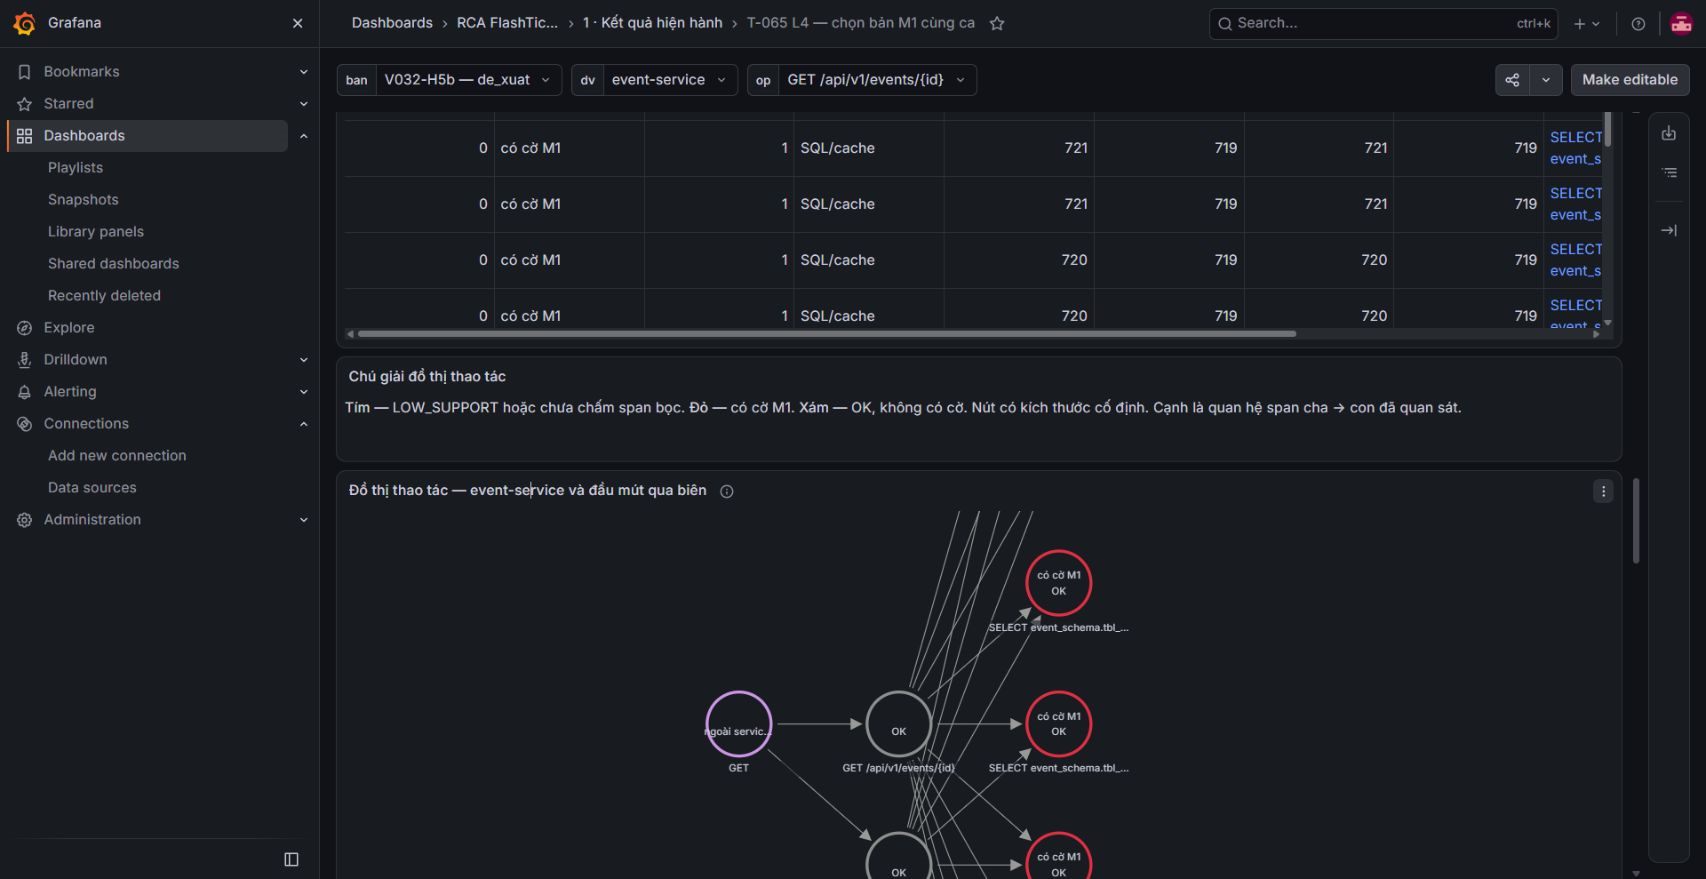 Grafana
Dashboards › RCA FlashTic... › 1 · Kết quả hiện hành › T-065 L4 — chọn bản M1 cùng ca
Search... ctrl+k
Bookmarks
Starred
Dashboards
Playlists
Snapshots
Library panels
Shared dashboards
Recently deleted
Explore
Drilldown
Alerting
Connections
Add new connection
Data sources
Administration
ban V032-H5b — de_xuat dv event-service op GET /api/v1/events/{id} Make editable
0 có cờ M1 1 SQL/cache 721 719 721 719 SELECT
event_s
0 có cờ M1 1 SQL/cache 721 719 721 719 SELECT
event_s
0 có cờ M1 1 SQL/cache 720 719 720 719 SELECT
event_s
0 có cờ M1 1 SQL/cache 720 719 720 719 SELECT
event_s
Chú giải đồ thị thao tác
Tím — LOW_SUPPORT hoặc chưa chấm span bọc. Đỏ — có cờ M1. Xám — OK, không có cờ. Nút có kích thước cố định. Cạnh là quan hệ span cha → con đã quan sát.
Đồ thị thao tác — event-service và đầu mút qua biên
có cờ M1
OK
SELECT event_schema.tbl_...
ngoài servic...
GET
OK
GET /api/v1/events/{id}
có cờ M1
OK
SELECT event_schema.tbl_...
OK
có cờ M1
OK